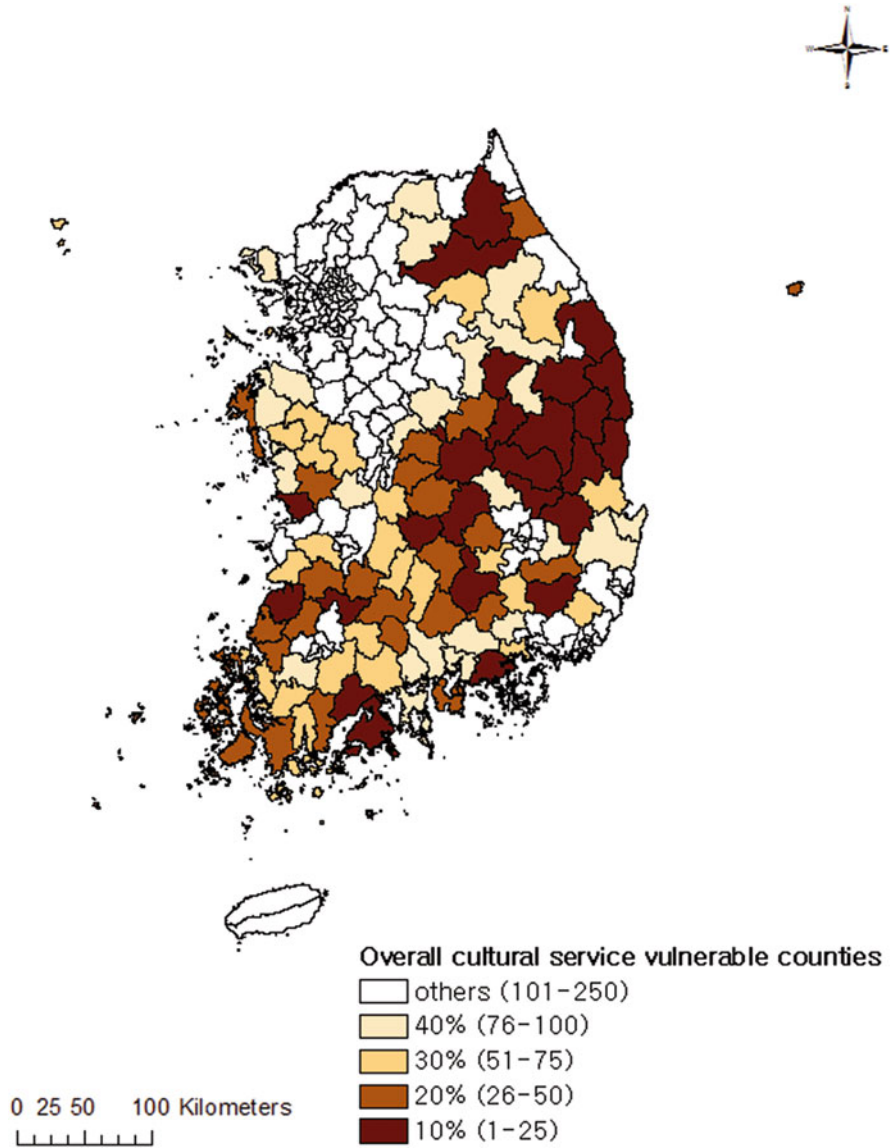 N
W E
S
Overall cultural service vulnerable counties
others (101-250)
40% (76-100)
30% (51-75)
20% (26-50)
10% (1-25)
0 25 50 100 Kilometers